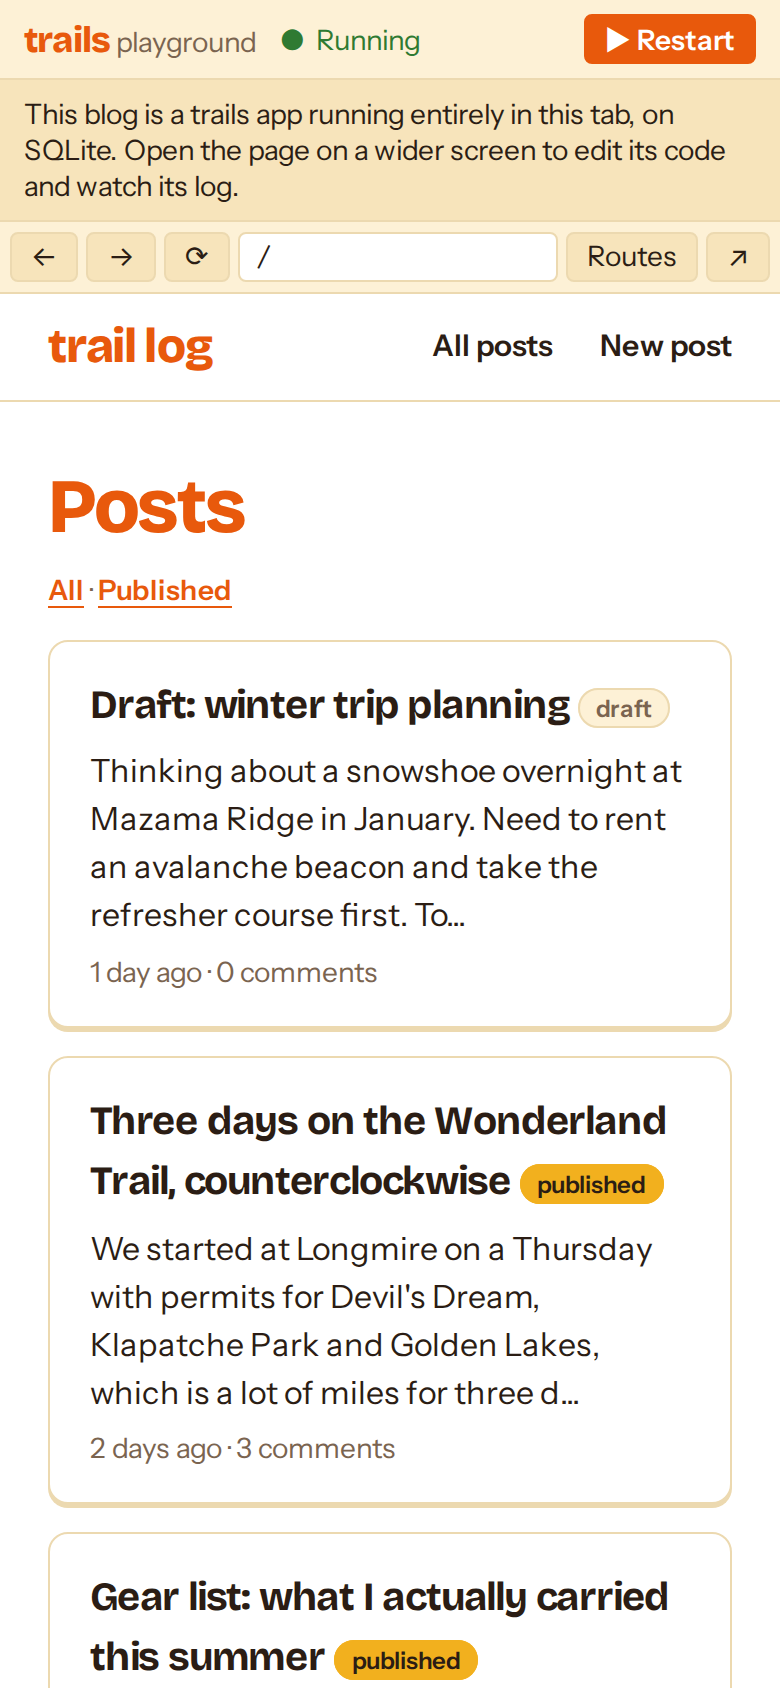 trails playground ● Running ▶ Restart
This blog is a trails app running entirely in this tab, on
SQLite. Open the page on a wider screen to edit its code
and watch its log.
← → ⟳ / Routes ↗
trail log All posts New post
Posts
All · Published
Draft: winter trip planning draft
Thinking about a snowshoe overnight at
Mazama Ridge in January. Need to rent
an avalanche beacon and take the
refresher course first. To...
1 day ago · 0 comments
Three days on the Wonderland
Trail, counterclockwise published
We started at Longmire on a Thursday
with permits for Devil's Dream,
Klapatche Park and Golden Lakes,
which is a lot of miles for three d...
2 days ago · 3 comments
Gear list: what I actually carried
this summer published